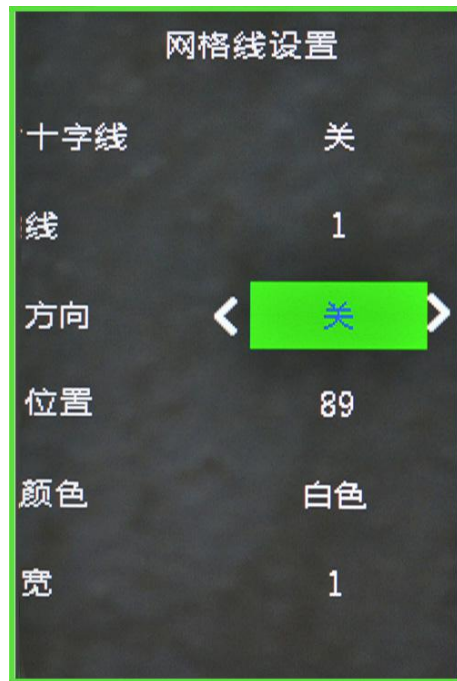 网格线设置
十字线 关
线 1
方向 关
位置 89
颜色 白色
宽 1